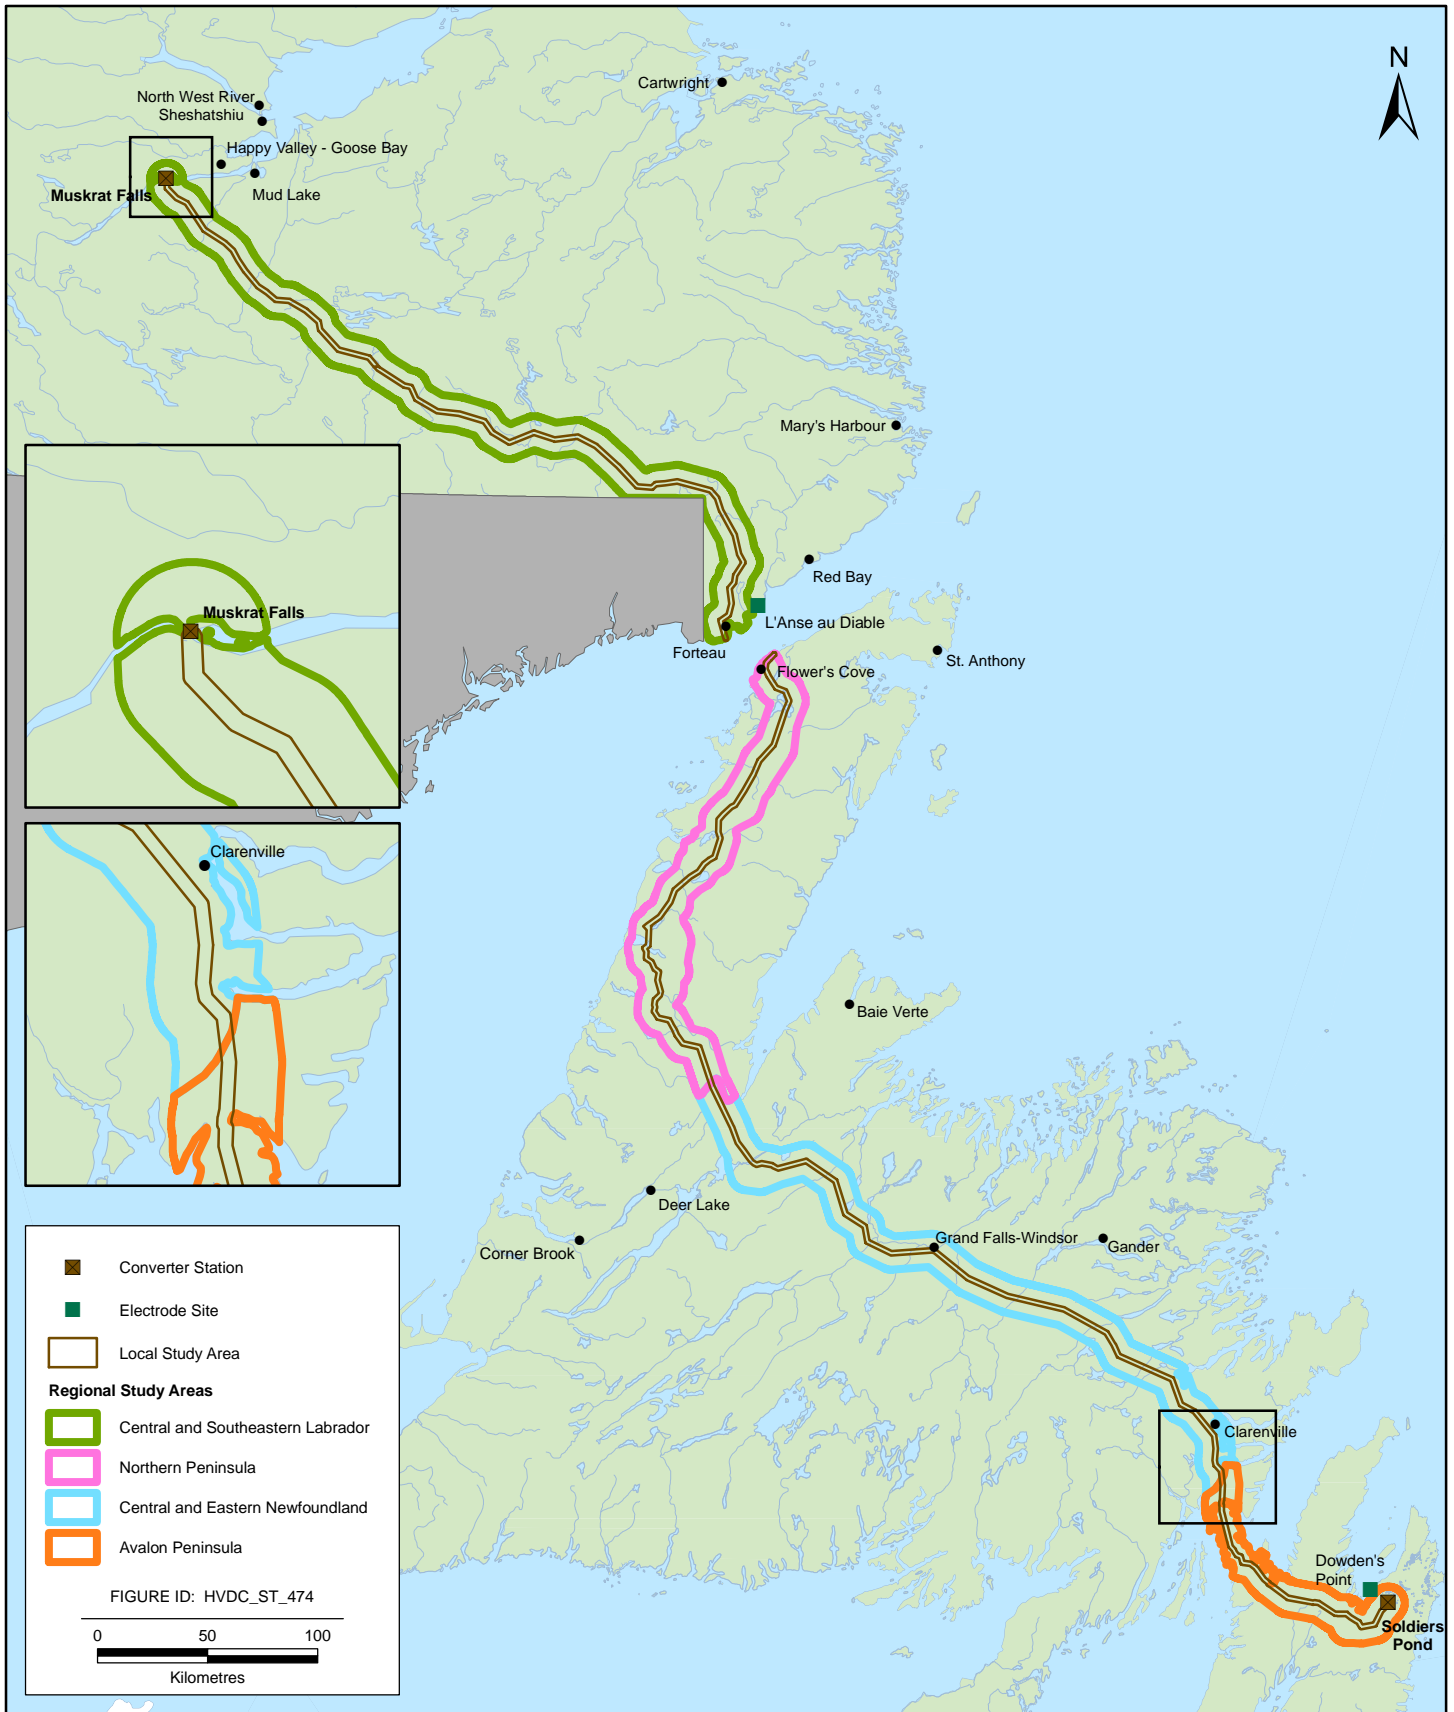 N
Cartwright
North West River
Sheshatshiu
Happy Valley - Goose Bay
Muskrat Falls
Mud Lake
Mary's Harbour
Red Bay
L'Anse au Diable
Forteau
Flower's Cove
St. Anthony
Muskrat Falls
Clarenville
Baie Verte
Deer Lake
Corner Brook
Grand Falls-Windsor
Gander
Clarenville
Dowden's
Point
Soldiers
Pond
Converter Station
Electrode Site
Local Study Area
Regional Study Areas
Central and Southeastern Labrador
Northern Peninsula
Central and Eastern Newfoundland
Avalon Peninsula
FIGURE ID: HVDC_ST_474
0 50 100
Kilometres